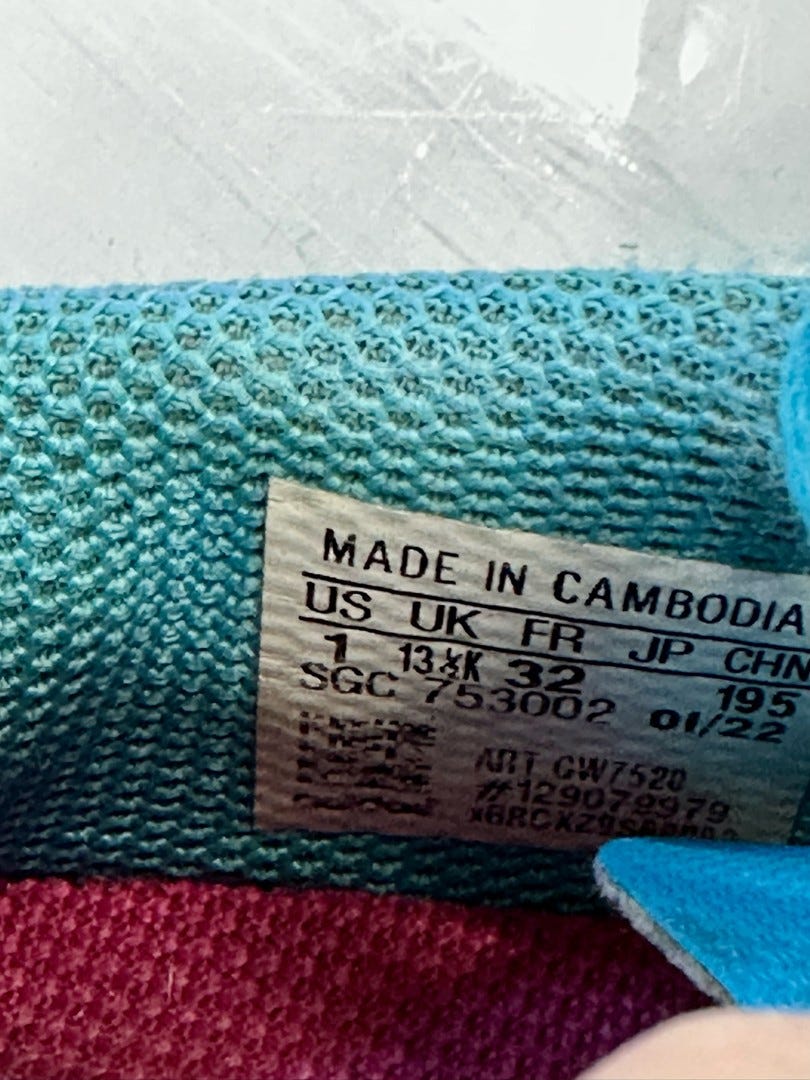 MADE IN CAMBODIA
US UK FR JP CHN
1 13½K 32 195
SGC 753002 01/22
ART GW7520
#129079979